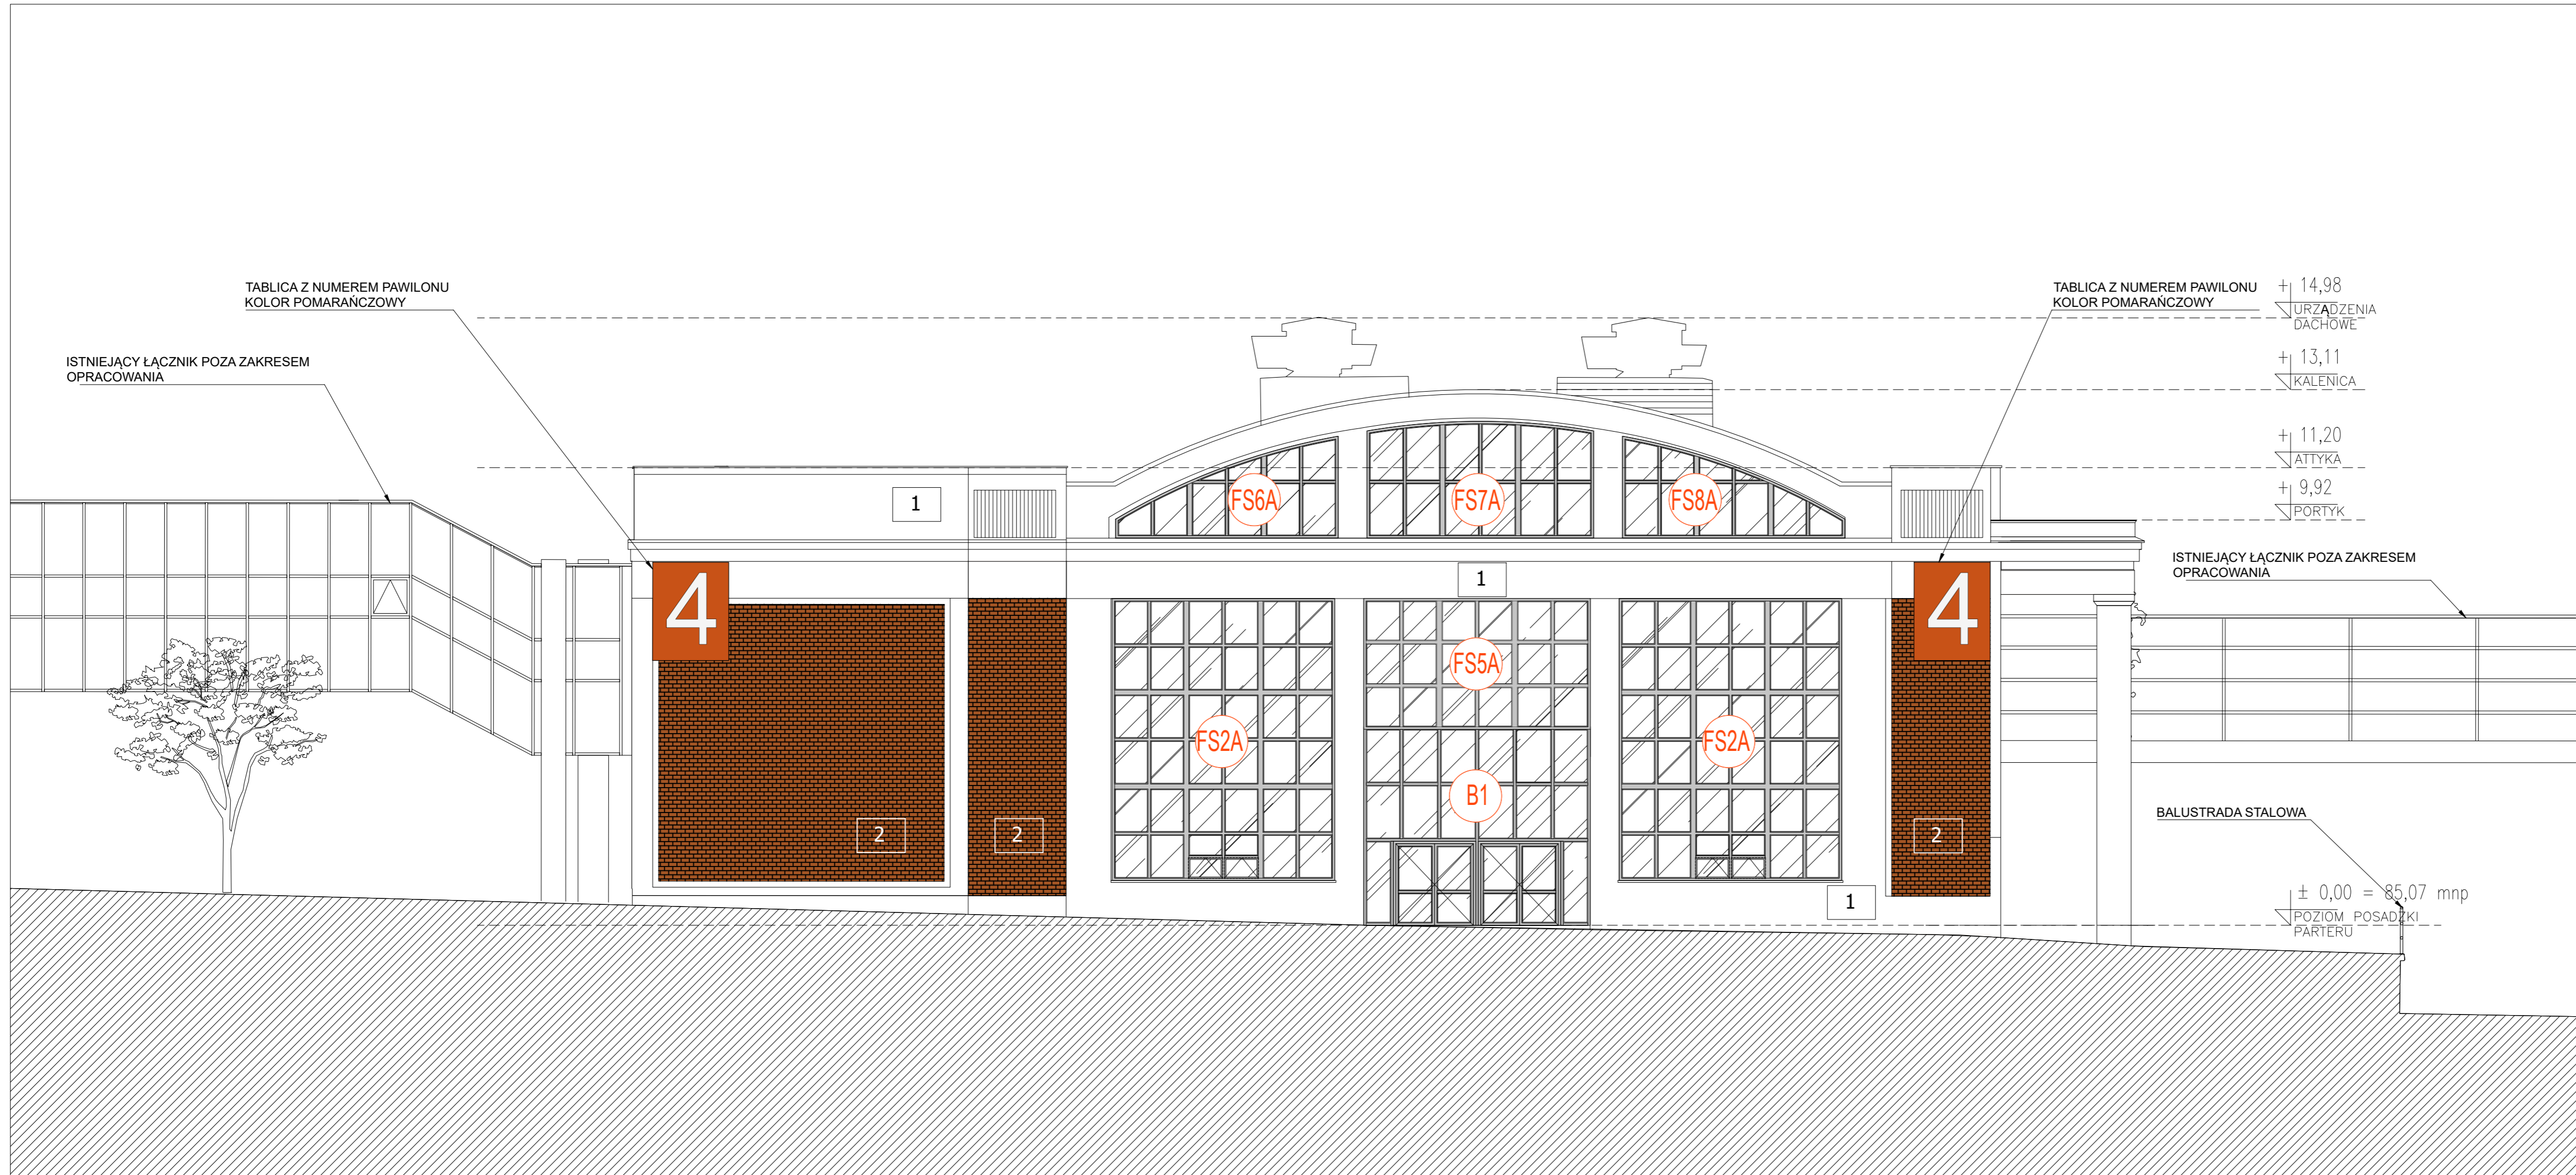 TABLICA Z NUMEREM PAWILONU
KOLOR POMARAŃCZOWY
TABLICA Z NUMEREM PAWILONU
KOLOR POMARAŃCZOWY
+ 14,98
URZĄDZENIA
DACHOWE
ISTNIEJĄCY ŁĄCZNIK POZA ZAKRESEM
OPRACOWANIA
+ 13,11
KALENICA
+ 11,20
ATTYKA
+ 9,92
PORTYK
1
FS6A
FS7A
FS8A
ISTNIEJĄCY ŁĄCZNIK POZA ZAKRESEM
OPRACOWANIA
4
1
4
FS5A
FS2A
FS2A
B1
BALUSTRADA STALOWA
2
2
2
1
± 0,00 = 85,07 mnp
POZIOM POSADZKI
PARTERU